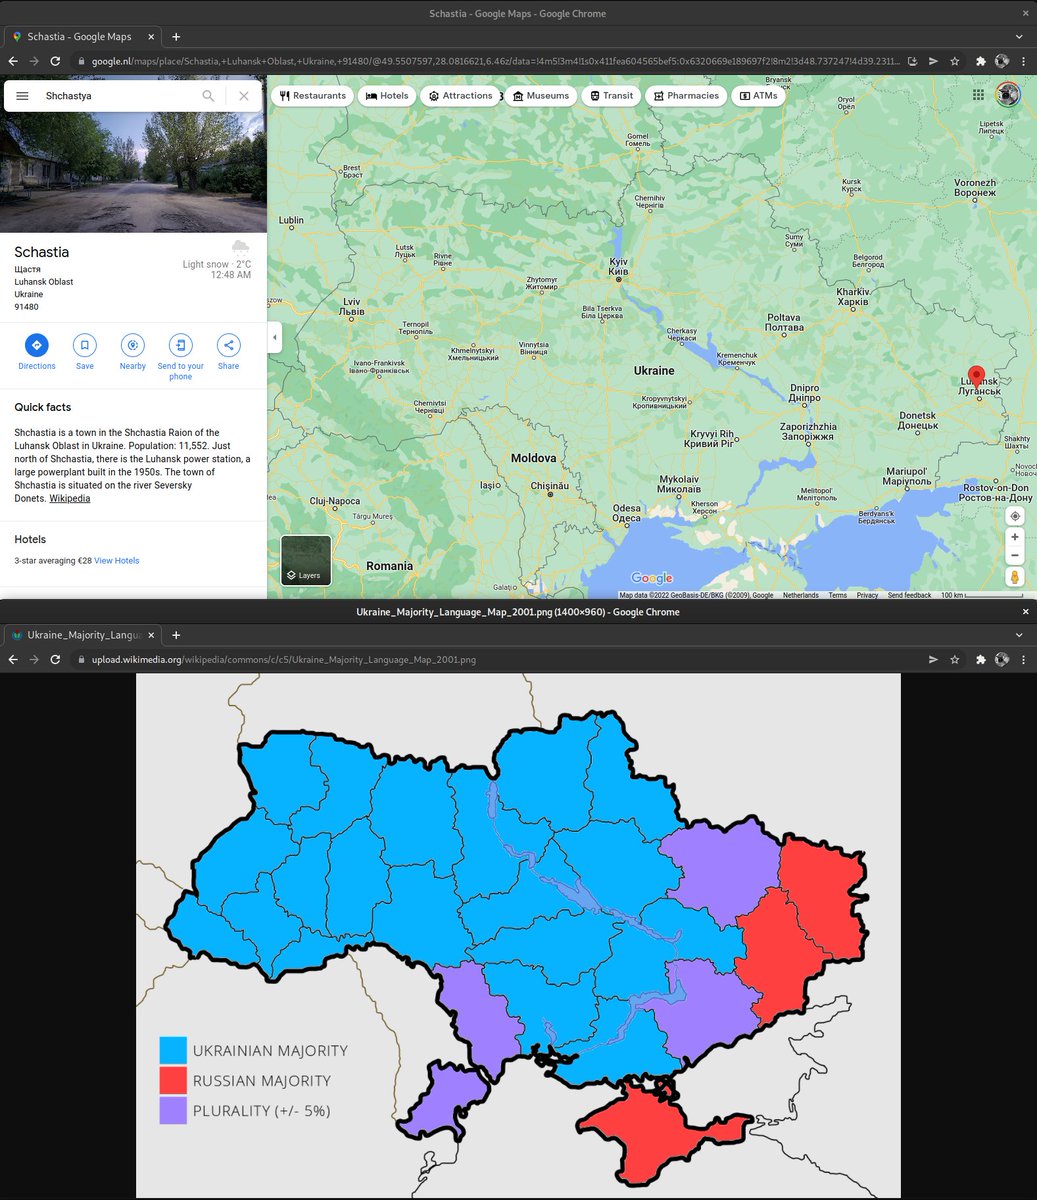 Schastia - Google Maps - Google Chrome
Schastia - Google Maps
google.nl/maps/place/Schastia,+Luhansk+Oblast,+Ukraine,+91480/@49.5507597,28.0816621,6.46z/data=!4m5!3m4!1s0x411fea604565bef5:0x6320669e189697f2!8m2!3d48.737247!4d39.2311...
Shchastya
Restaurants
Hotels
Attractions
Museums
Transit
Pharmacies
ATMs
Schastia
Щастя
Luhansk Oblast
Ukraine
91480
Light snow · 2°C
12:48 AM
Directions
Save
Nearby
Send to your
phone
Share
Quick facts
Shchastia is a town in the Shchastia Raion of the
Luhansk Oblast in Ukraine. Population: 11,552. Just
north of Shchastia, there is the Luhansk power station, a
large powerplant built in the 1950s. The town of
Shchastia is situated on the river Seversky
Donets. Wikipedia
Hotels
3-star averaging €28 View Hotels
Bryansk
Брянск
Oryol
Орёл
Lipetsk
Липецк
Gomel
Гомель
Brest
Брэст
Kursk
Курск
Voronezh
Воронеж
Chernihiv
Чернігів
Lublin
Sumy
Суми
Lutsk
Луцьк
Rivne
Рівне
Belgorod
Белгород
Kyiv
Київ
Zhytomyr
Житомир
Kharkiv
Харків
Lviv
Львів
Bila Tserkva
Біла Церква
Poltava
Полтава
Ternopil
Тернопіль
Cherkasy
Черкаси
Khmelnytskyi
Хмельницький
Vinnytsia
Вінниця
Kremenchuk
Кременчук
Ivano-Frankivsk
Івано-Франківськ
Ukraine
Luhansk
Луганськ
Dnipro
Дніпро
Chernivtsi
Чернівці
Kropyvnytskyi
Кропивницький
Donetsk
Донецьк
Zaporizhzhia
Запоріжжя
Kryvyi Rih
Кривий Ріг
Shakhty
Шахты
Moldova
Mariupol'
Маріуполь
Iași
Chișinău
Mykolaiv
Миколаїв
Melitopol'
Мелітополь
Rostov-on-Don
Ростов-на-Дону
Cluj-Napoca
Kherson
Херсон
Odesa
Одеса
Berdyans'k
Бердянськ
Târgu Mureș
Romania
Galați
Layers
Google
Map data ©2022 GeoBasis-DE/BKG (©2009), Google
Netherlands
Terms
Privacy
Send feedback
100 km
Ukraine_Majority_Language_Map_2001.png (1400×960) - Google Chrome
Ukraine_Majority_Langua
upload.wikimedia.org/wikipedia/commons/c/c5/Ukraine_Majority_Language_Map_2001.png
UKRAINIAN MAJORITY
RUSSIAN MAJORITY
PLURALITY (+/- 5%)